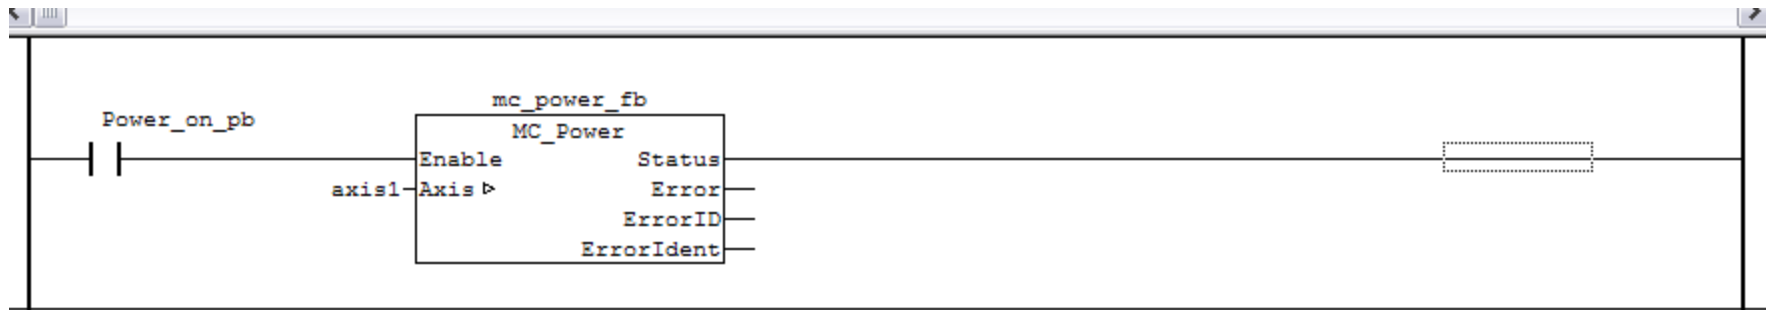 mc_power_fb
Power_on_pb
MC_Power
Enable Status
axis1 Axis Error
ErrorID
ErrorIdent